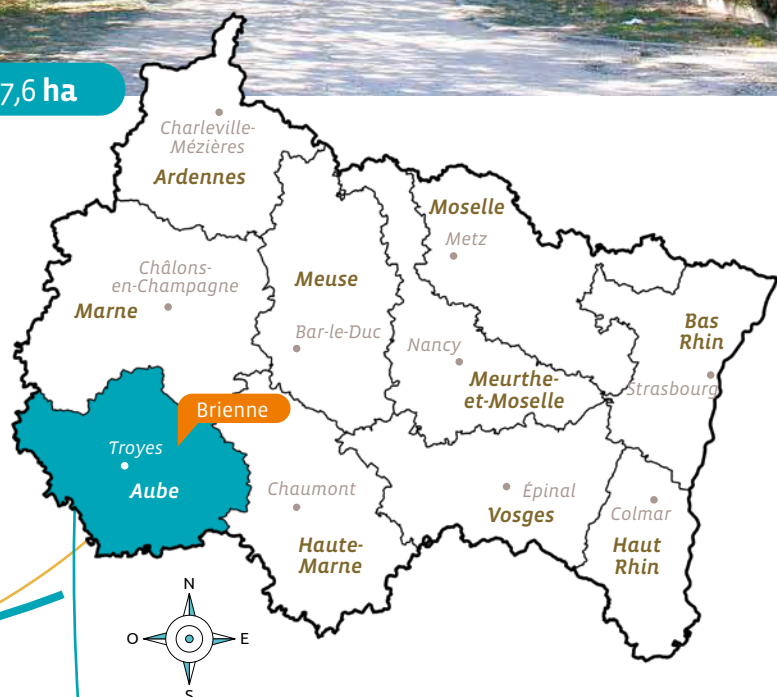 7,6 ha
Charleville-
Mézières
Ardennes
Moselle
Metz
Châlons-
en-Champagne
Marne
Meuse
Bar-le-Duc
Nancy
Meurthe-
et-Moselle
Bas
Rhin
Strasbourg
Brienne
Troyes
Aube
Chaumont
Haute-
Marne
Épinal
Vosges
Colmar
Haut
Rhin
N
O
E
S